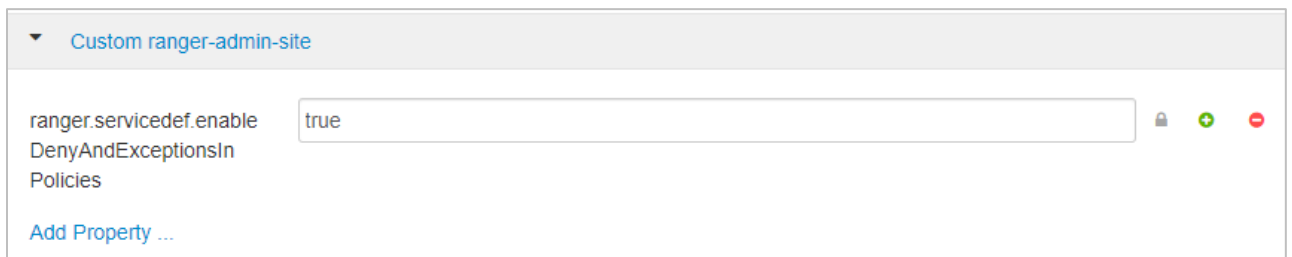 Custom ranger-admin-site
ranger.servicedef.enable
DenyAndExceptionsIn
Policies
true
Add Property ...